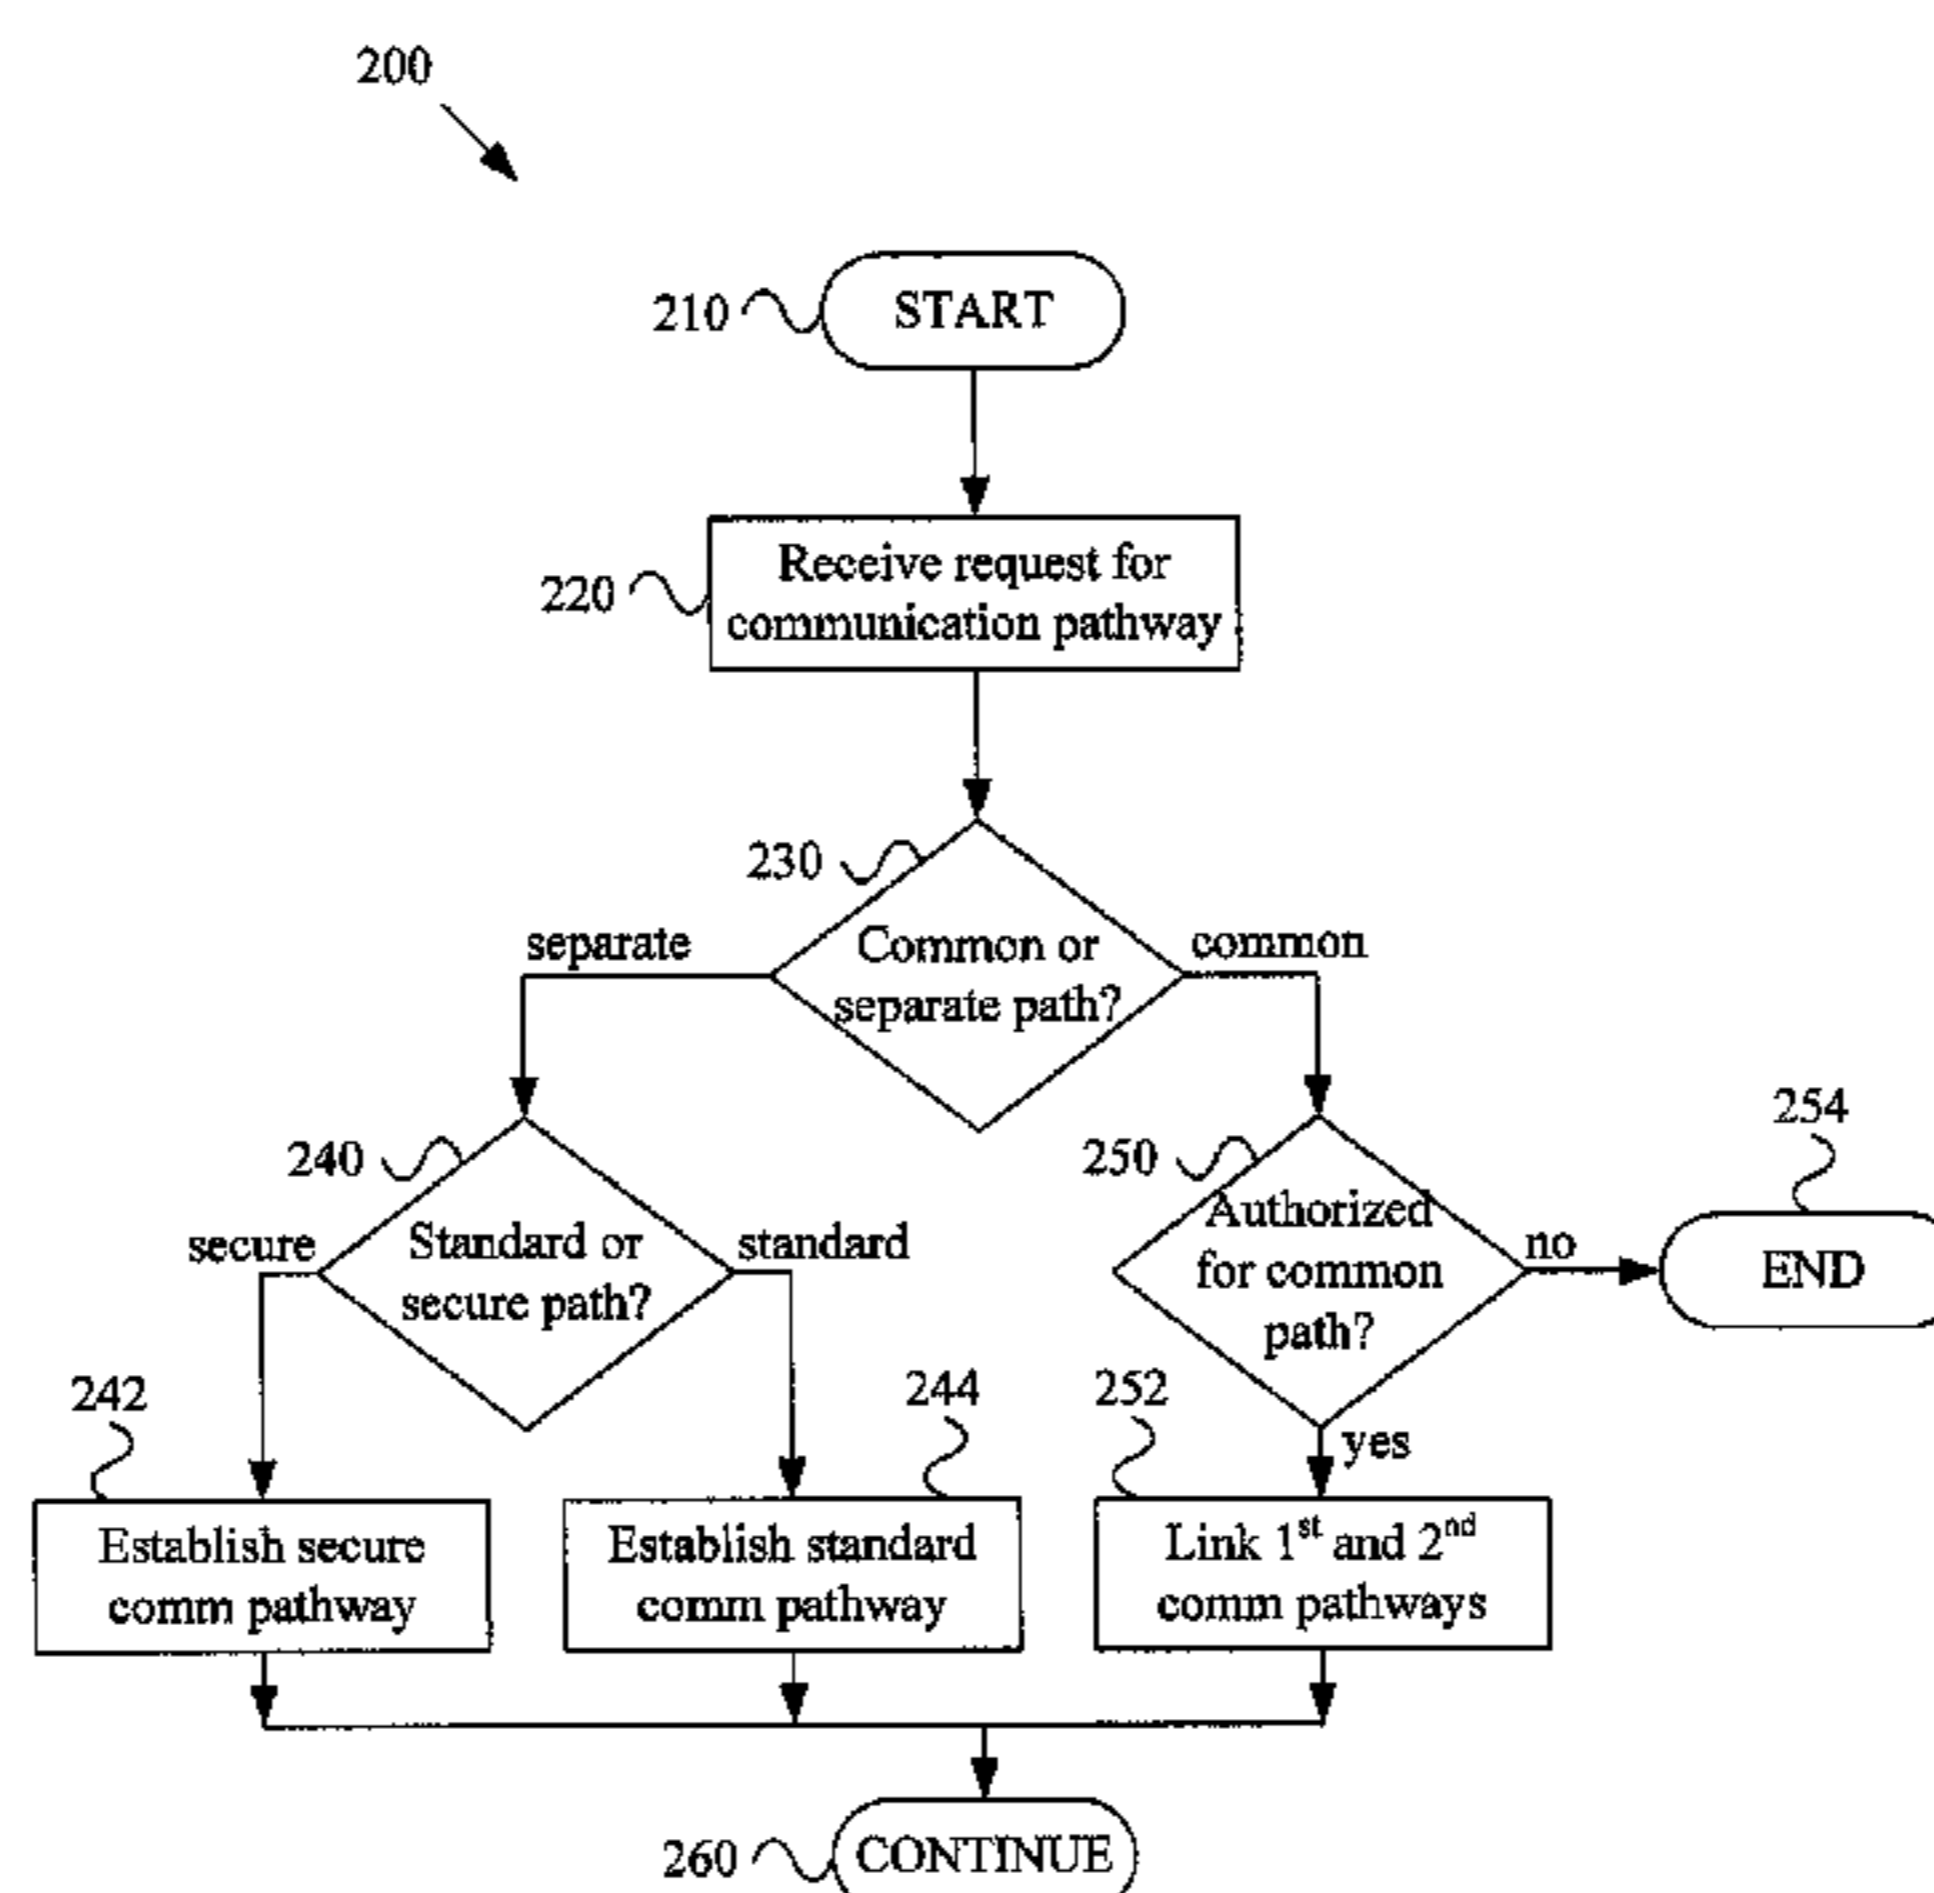 200
210
START
220
Receive request for
communication pathway
230
separate
Common or
separate path?
common
240
secure
Standard or
secure path?
standard
250
Authorized
for common
path?
no
254
END
yes
242
Establish secure
comm pathway
244
Establish standard
comm pathway
252
Link 1st and 2nd
comm pathways
260
CONTINUE